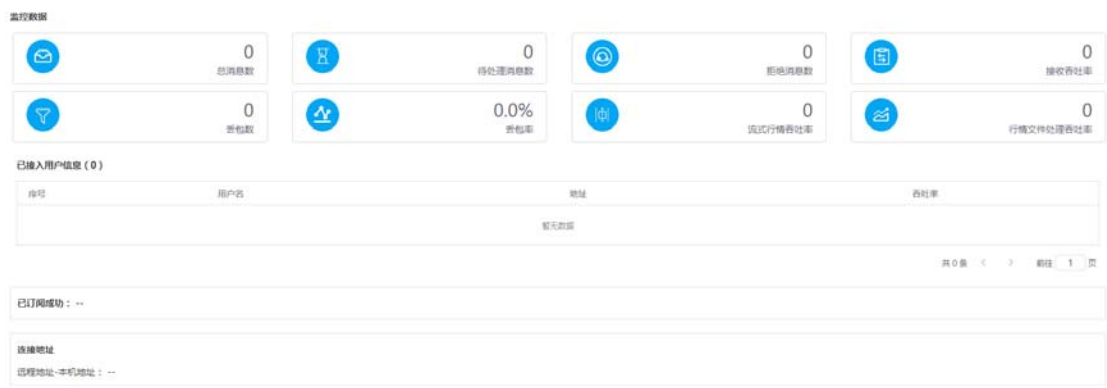 监控数据
0 0 0 0
总消息数 待处理消息数 拒绝消息数 接收吞吐率
0 0.0% 0 0
丢包数 丢包率 流式行情吞吐率 行情文件处理吞吐率
已接入用户信息（0）
序号 用户名 地址 吞吐率
暂无数据
共 0 条 < > 前往 1 页
已订阅成功： --
连接地址
远程地址-本机地址： --